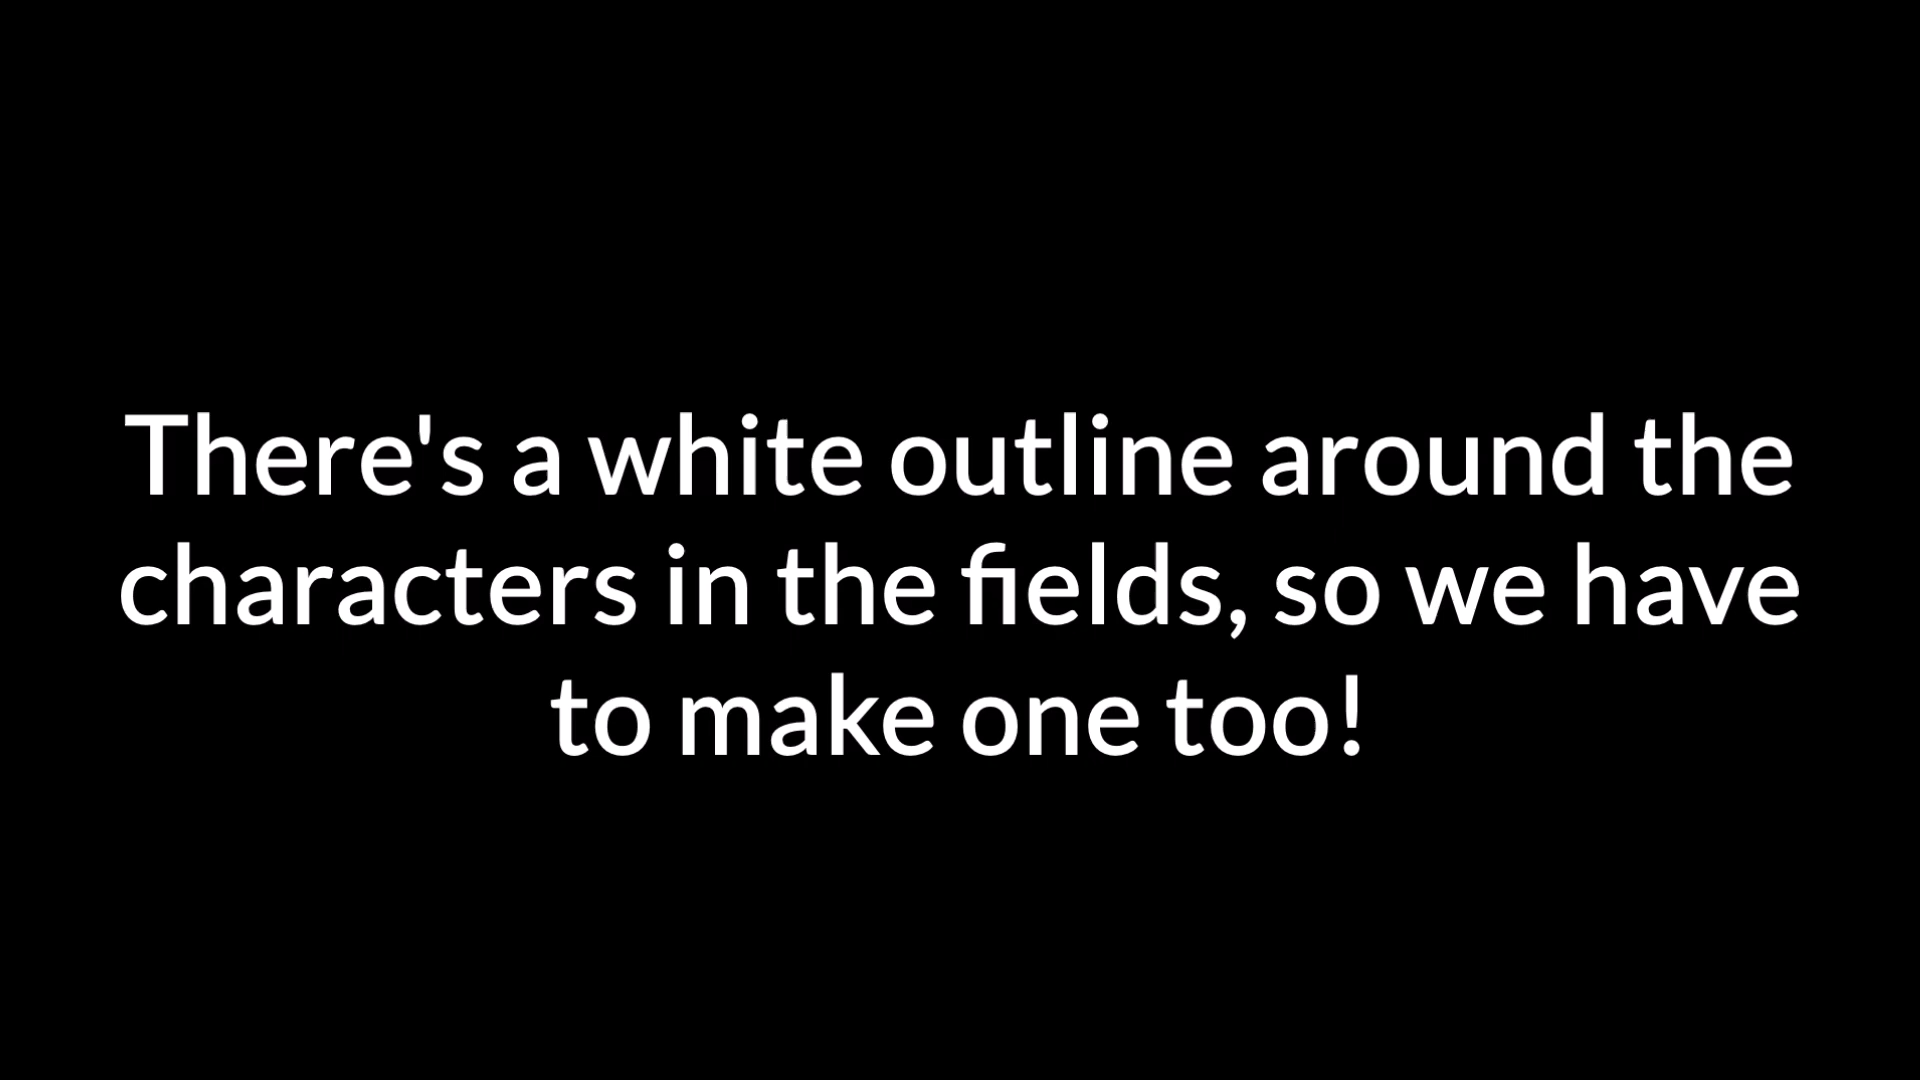 There's a white outline around the
characters in the fields, so we have
to make one too!